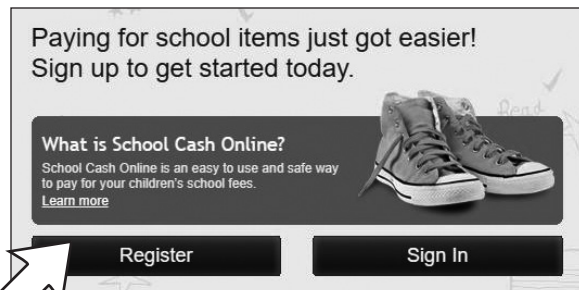 Paying for school items just got easier!
Sign up to get started today.
Read
What is School Cash Online?
School Cash Online is an easy to use and safe way
to pay for your children's school fees.
Learn more
Register
Sign In